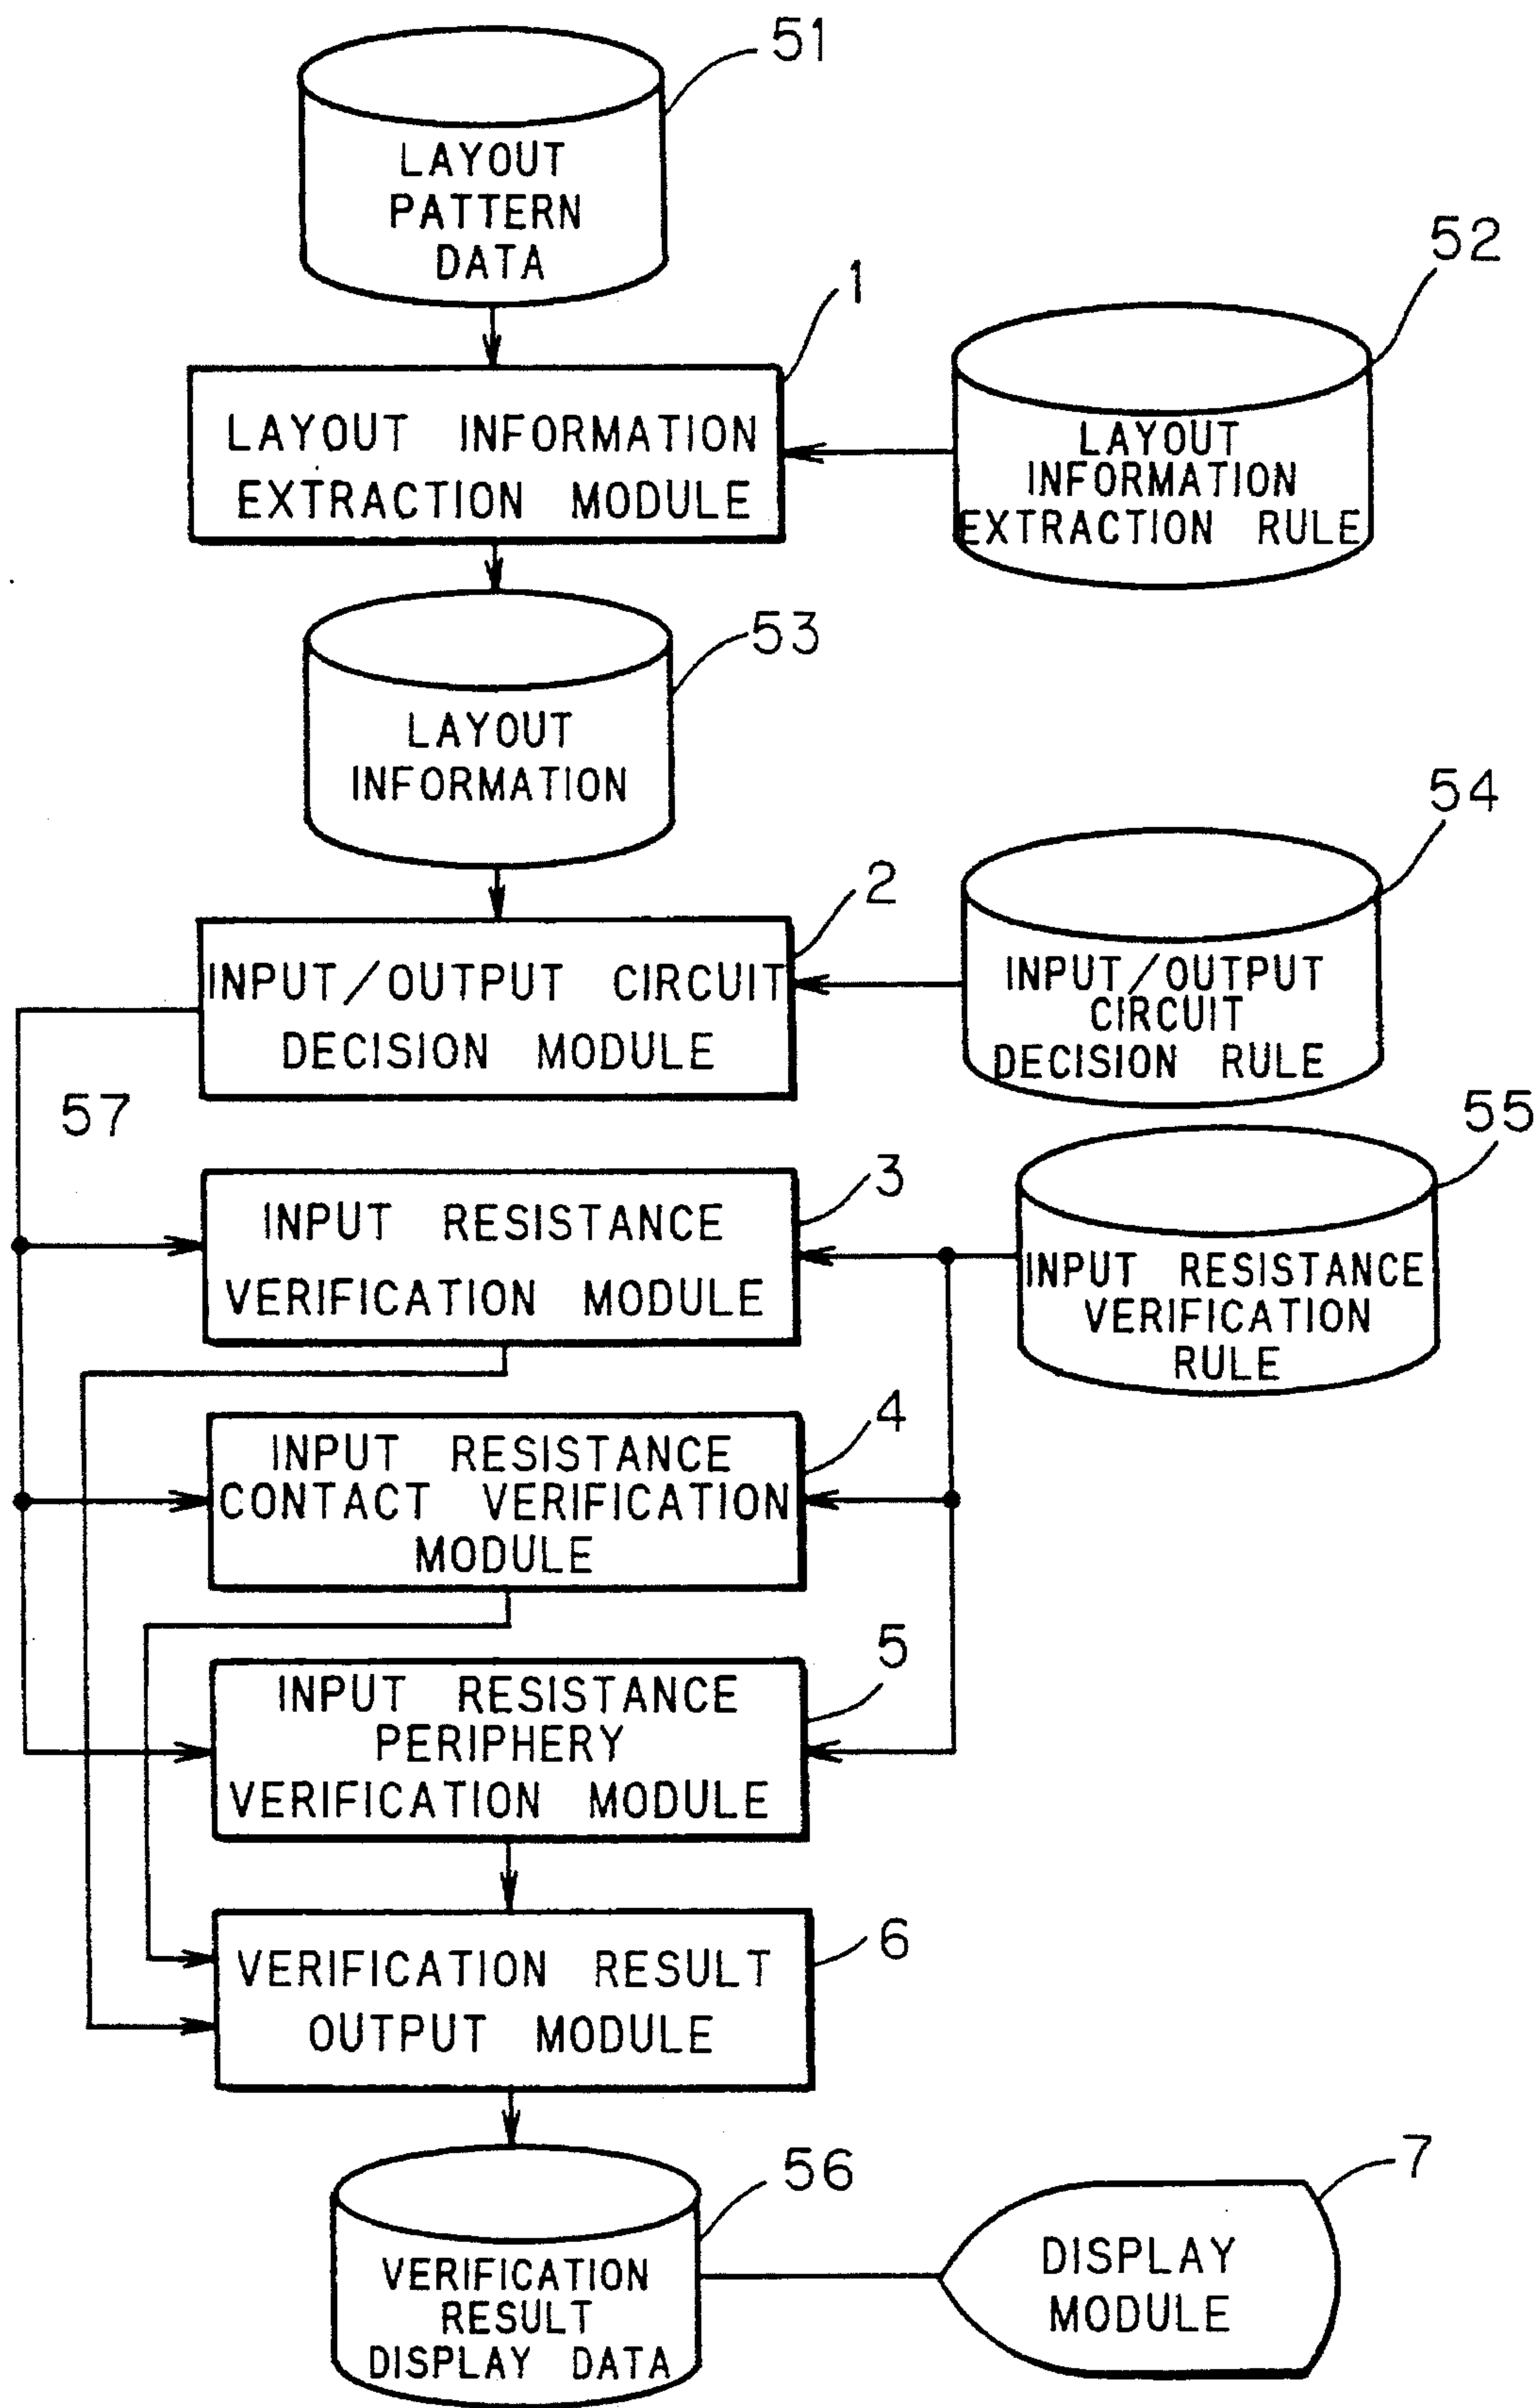 51
LAYOUT
PATTERN
DATA
1
52
LAYOUT INFORMATION
EXTRACTION MODULE
LAYOUT
INFORMATION
EXTRACTION RULE
53
LAYOUT
INFORMATION
54
2
INPUT/OUTPUT CIRCUIT
DECISION MODULE
INPUT/OUTPUT
CIRCUIT
DECISION RULE
57
55
3
INPUT RESISTANCE
VERIFICATION MODULE
INPUT RESISTANCE
VERIFICATION
RULE
4
INPUT RESISTANCE
CONTACT VERIFICATION
MODULE
5
INPUT RESISTANCE
PERIPHERY
VERIFICATION MODULE
6
VERIFICATION RESULT
OUTPUT MODULE
56
7
VERIFICATION
RESULT
DISPLAY DATA
DISPLAY
MODULE